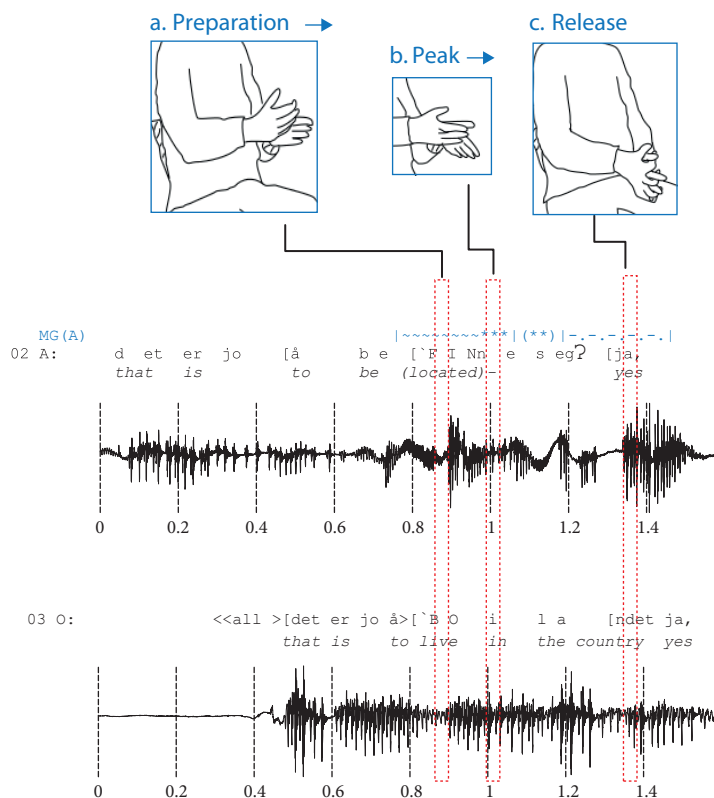 a. Preparation →
b. Peak →
c. Release
MG(A) |~~~~~~~~***|(**)|-.-.-.-.-.|
02 A: d et er jo [å be [`F I Nn e s eg? [ja,
that is to be (located)- yes
0 0.2 0.4 0.6 0.8 1 1.2 1.4
03 O: <<all >[det er jo å>[`B O i l a [ndet ja,
that is to live in the country yes
0 0.2 0.4 0.6 0.8 1 1.2 1.4